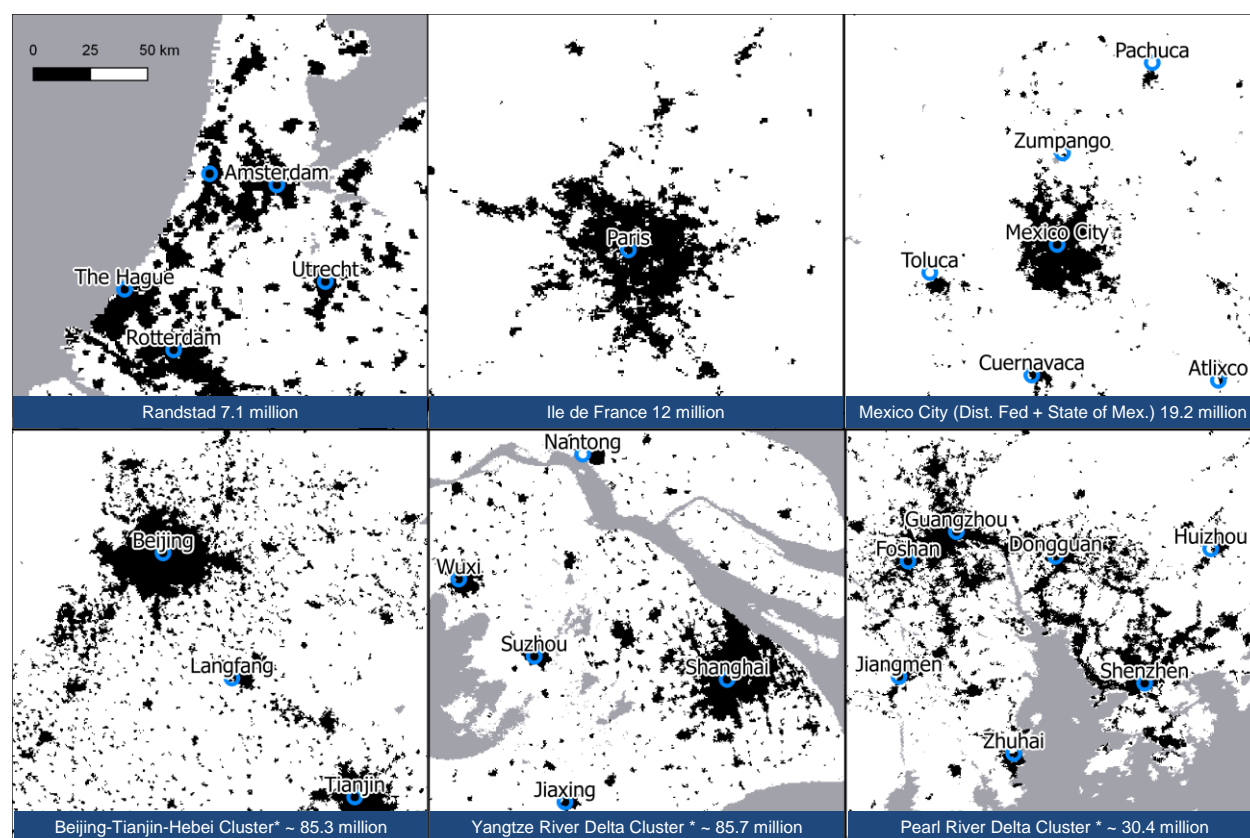 0 25 50 km
Amsterdam
The Hague
Utrecht
Rotterdam
Randstad 7.1 million
Paris
Ile de France 12 million
Pachuca
Zumpango
Mexico City
Toluca
Cuernavaca
Atlixco
Mexico City (Dist. Fed + State of Mex.) 19.2 million
Beijing
Langfang
Tianjin
Beijing-Tianjin-Hebei Cluster* ~ 85.3 million
Nantong
Wuxi
Suzhou
Shanghai
Jiaxing
Yangtze River Delta Cluster * ~ 85.7 million
Guangzhou
Foshan
Dongguan
Huizhou
Jiangmen
Shenzhen
Zhuhai
Pearl River Delta Cluster * ~ 30.4 million